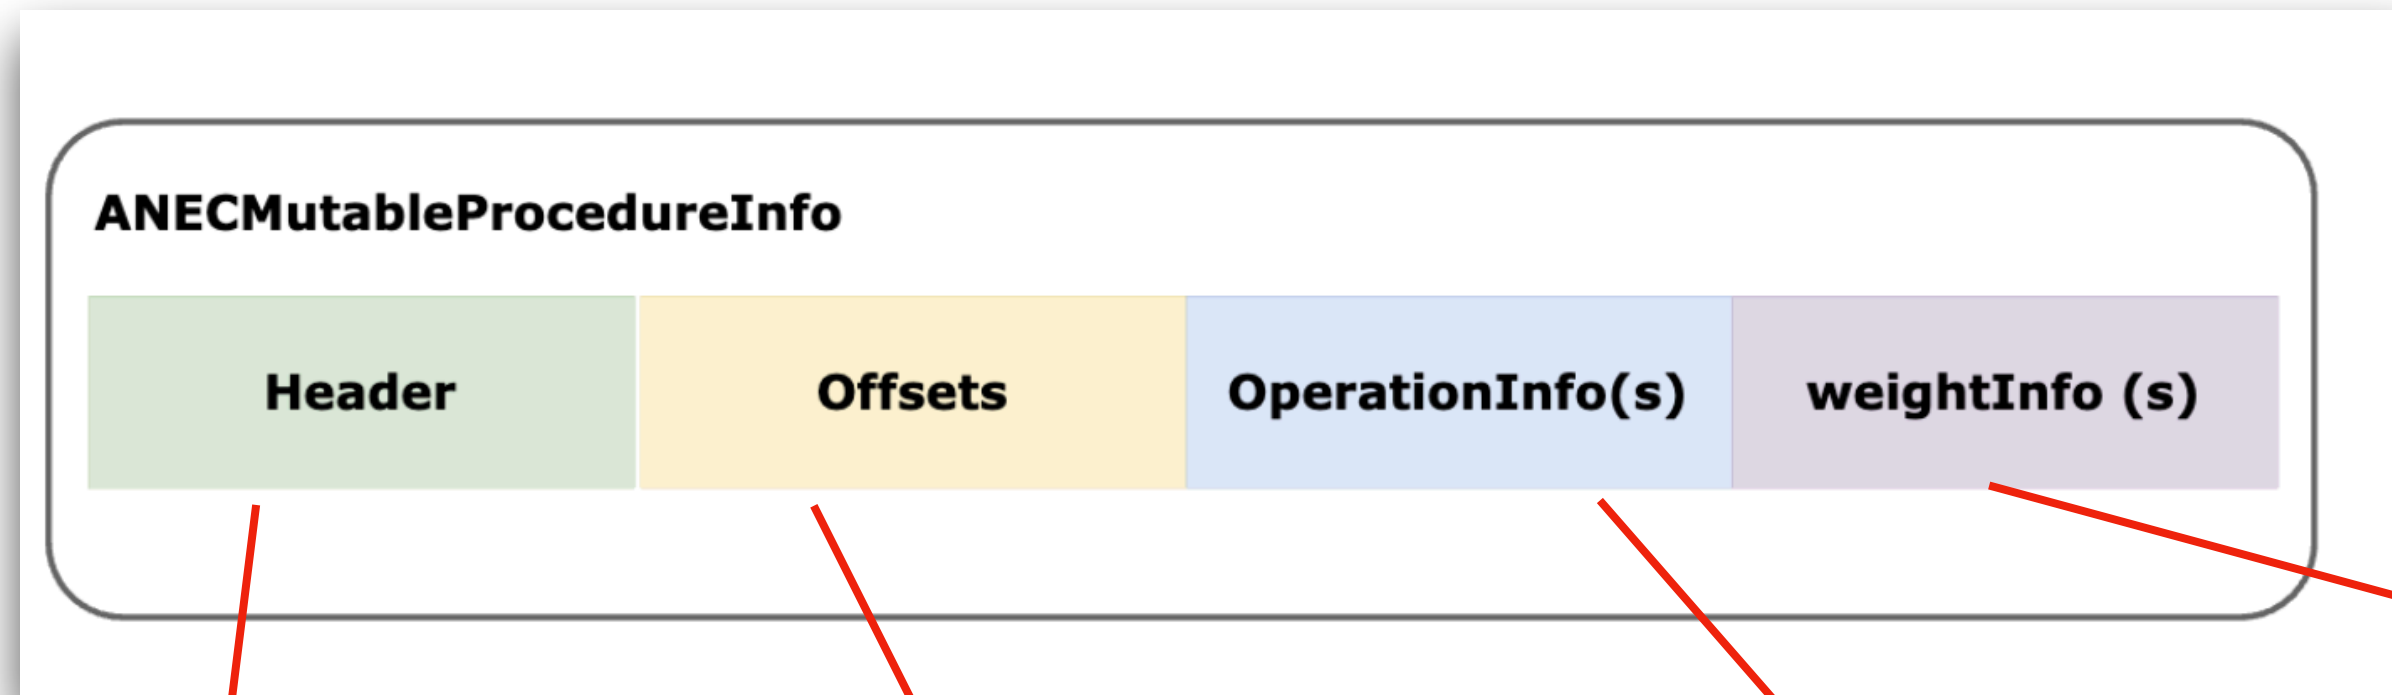 ANECMutableProcedureInfo
Header
Offsets
OperationInfo(s)
weightInfo (s)